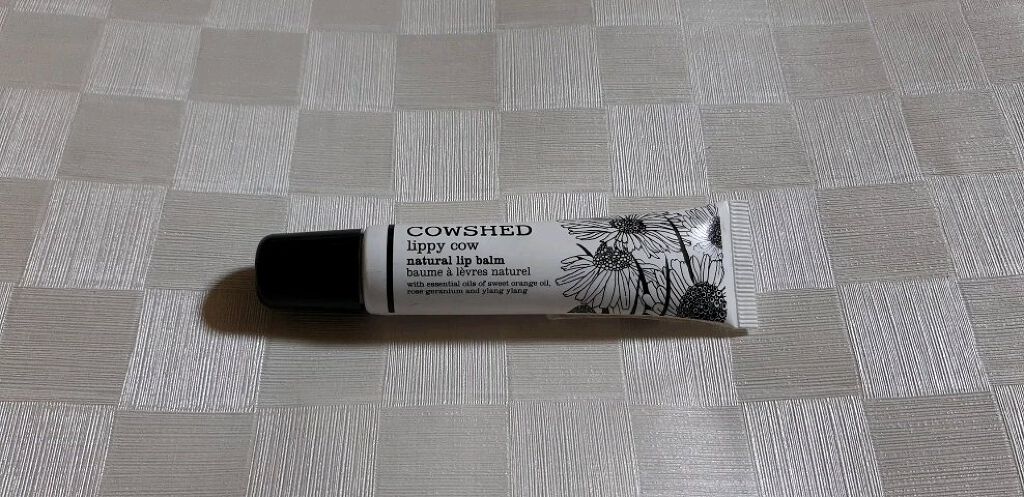 COWSHED
lippy cow
natural lip balm
baume à lèvres naturel
with essential oils of sweet orange oil,
rose geranium and ylang ylang